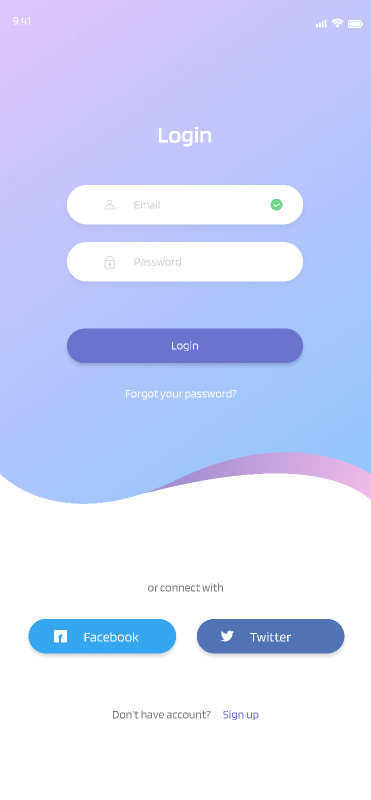 9:41
Login
Email
Password
Login
Forgot your password?
or connect with
Facebook Twitter
Don't have account? Sign up